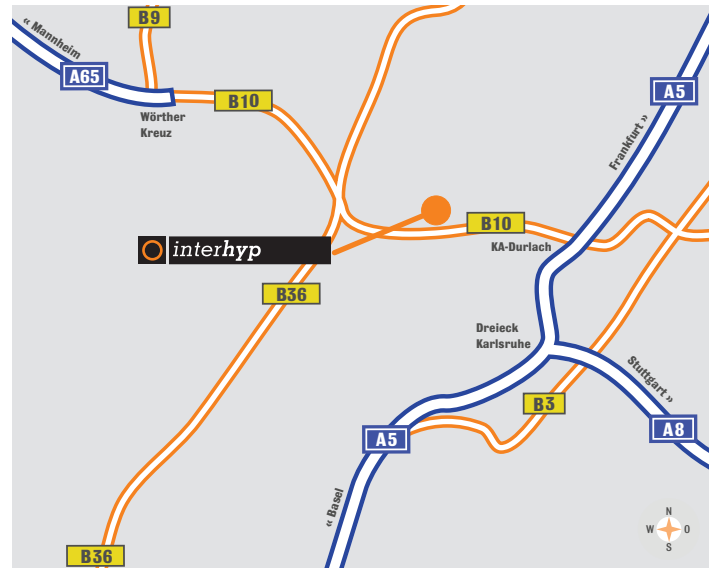 « Mannheim
B9
A65
B10
Wörther
Kreuz
A5
Frankfurt »
B10
KA-Durlach
interhyp
B36
Dreieck
Karlsruhe
Stuttgart »
B3
A5
A8
« Basel
B36
N
W O
S